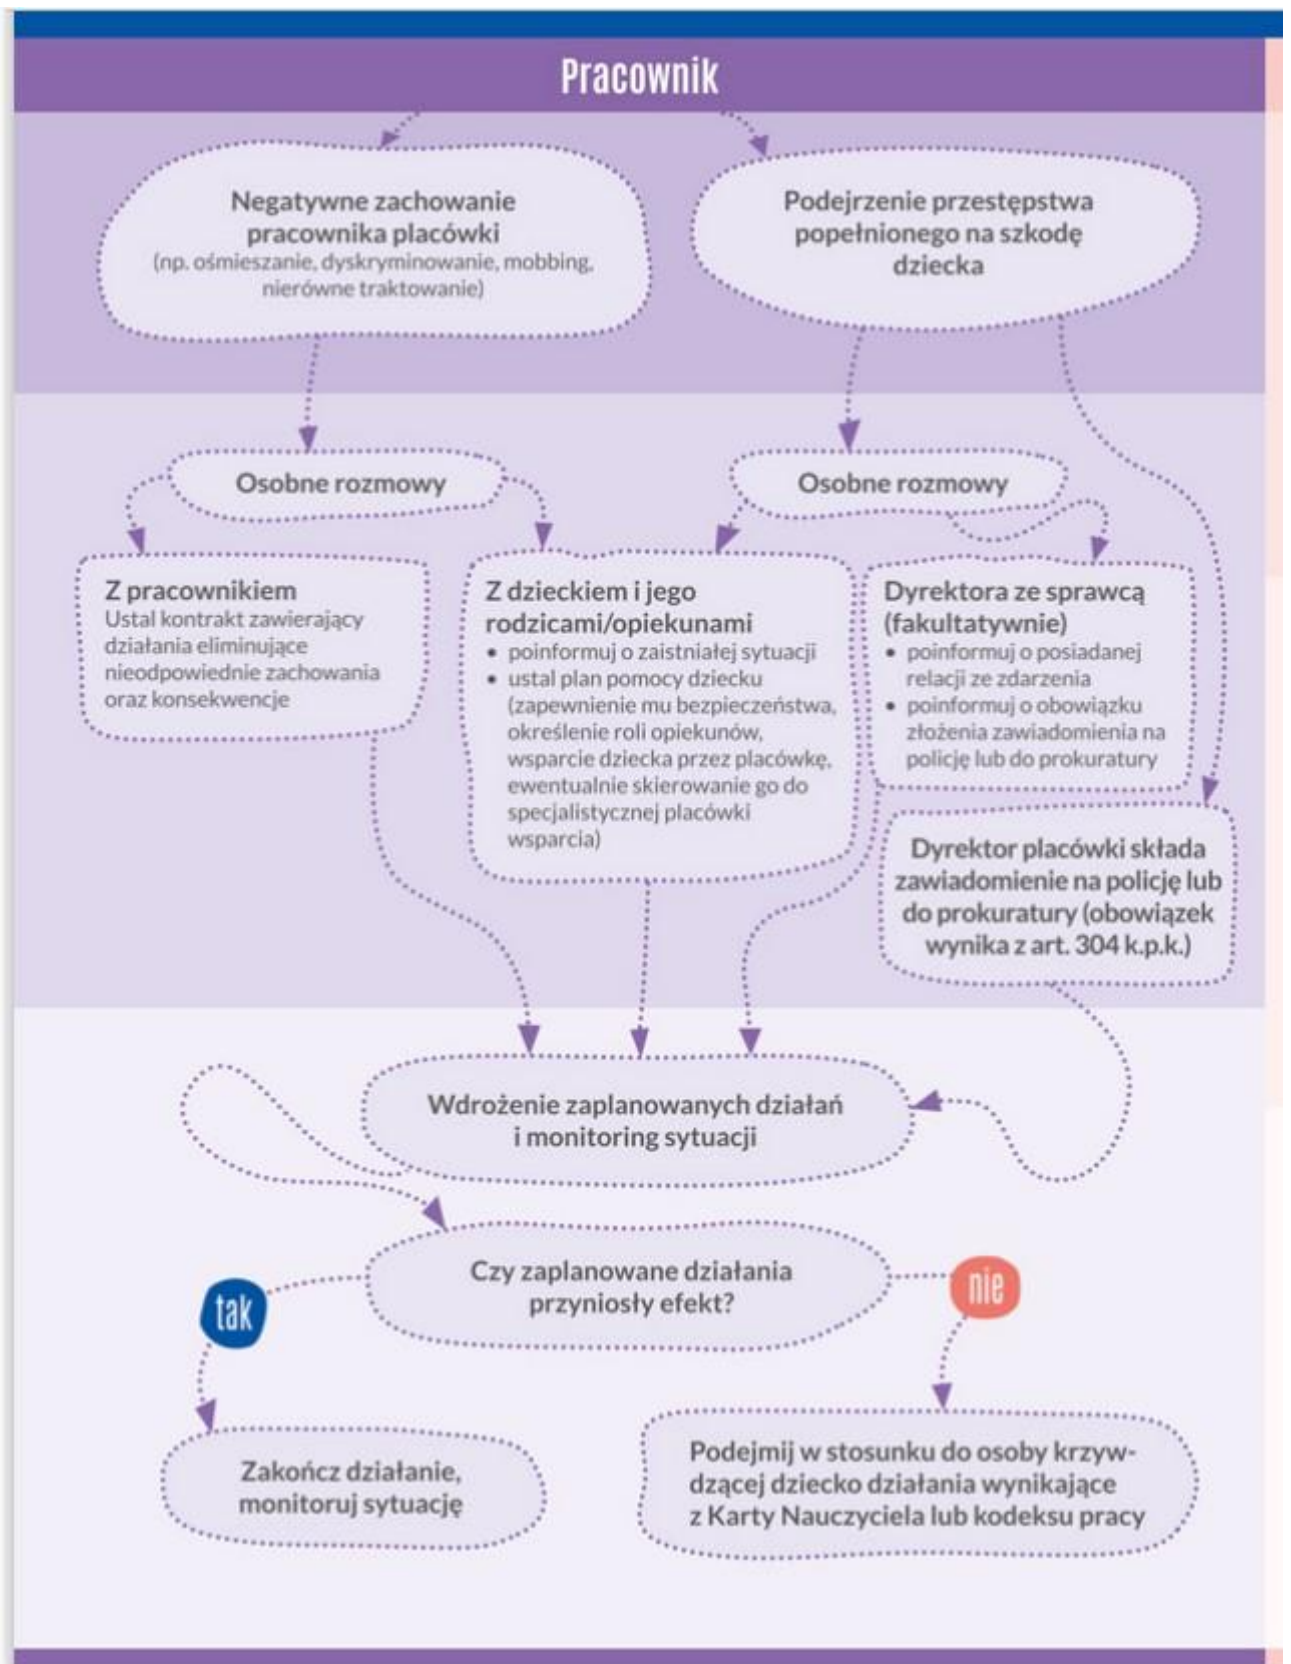 Pracownik
Negatywne zachowanie
pracownika placówki
(np. ośmieszanie, dyskryminowanie, mobbing,
nierówne traktowanie)
Podejrzenie przestępstwa
popełnionego na szkodę
dziecka
Osobne rozmowy
Osobne rozmowy
Z pracownikiem
Ustal kontrakt zawierający
działania eliminujące
nieodpowiednie zachowania
oraz konsekwencje
Z dzieckiem i jego
rodzicami/opiekunami
• poinformuj o zaistniałej sytuacji
• ustal plan pomocy dziecku
(zapewnienie mu bezpieczeństwa,
określenie roli opiekunów,
wsparcie dziecka przez placówkę,
ewentualnie skierowanie go do
specjalistycznej placówki
wsparcia)
Dyrektora ze sprawcą
(fakultatywnie)
• poinformuj o posiadanej
relacji ze zdarzenia
• poinformuj o obowiązku
złożenia zawiadomienia na
policję lub do prokuratury
Dyrektor placówki składa
zawiadomienie na policję lub
do prokuratury (obowiązek
wynika z art. 304 k.p.k.)
Wdrożenie zaplanowanych działań
i monitoring sytuacji
Czy zaplanowane działania
przyniosły efekt?
tak
nie
Zakończ działanie,
monitoruj sytuację
Podejmij w stosunku do osoby krzyw-
dzącej dziecko działania wynikające
z Karty Nauczyciela lub kodeksu pracy